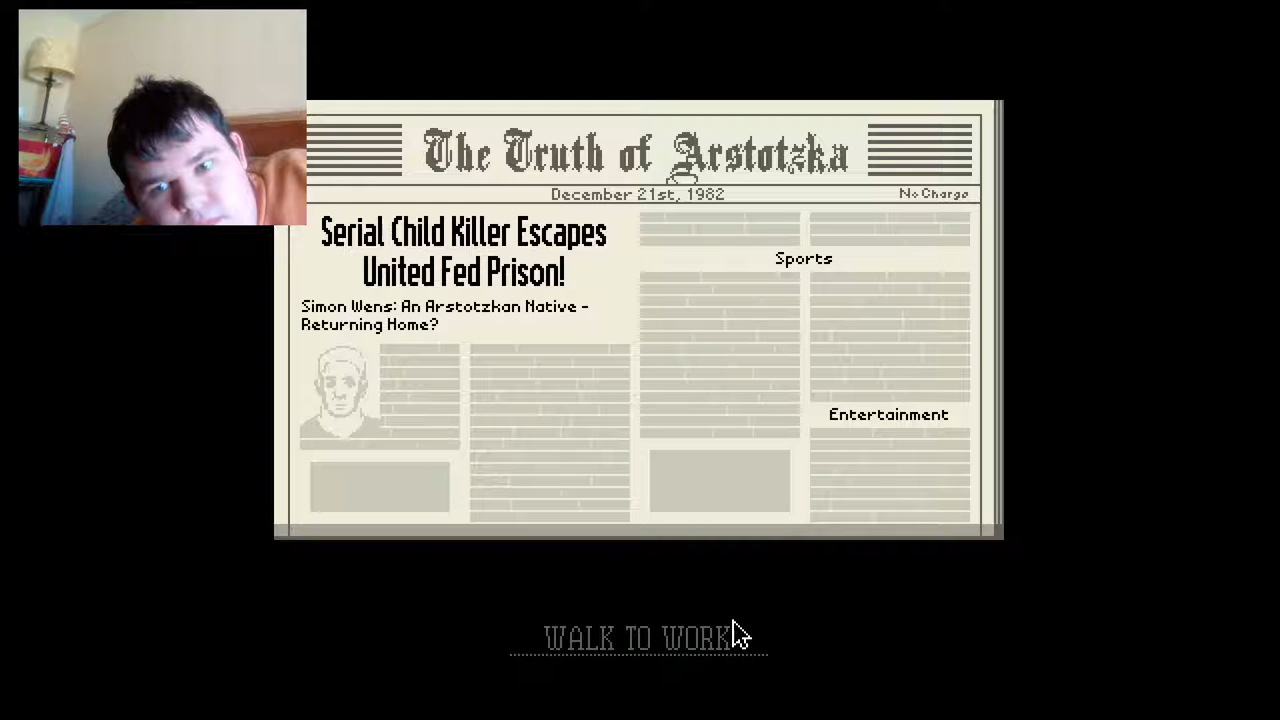 The Truth of Arstotzka
December 21st, 1982
No Charge
Serial Child Killer Escapes
United Fed Prison!
Simon Wens: An Arstotzkan Native -
Returning Home?
Sports
Entertainment
WALK TO WORK